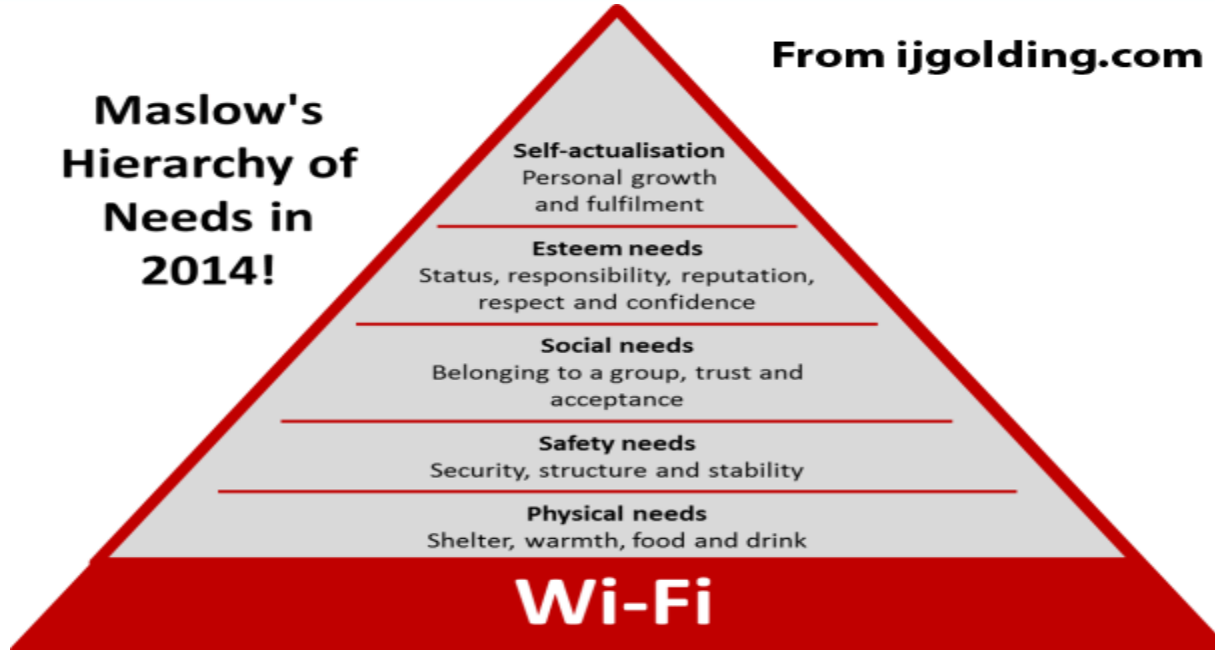 From ijgolding.com
Maslow's
Hierarchy of
Needs in
2014!
Self-actualisation
Personal growth
and fulfilment
Esteem needs
Status, responsibility, reputation,
respect and confidence
Social needs
Belonging to a group, trust and
acceptance
Safety needs
Security, structure and stability
Physical needs
Shelter, warmth, food and drink
Wi-Fi